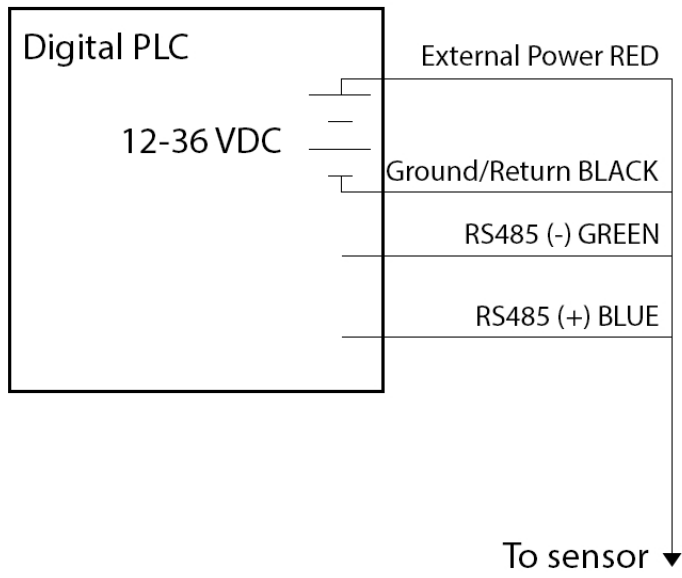 Digital PLC
External Power RED
12-36 VDC
Ground/Return BLACK
RS485 (-) GREEN
RS485 (+) BLUE
To sensor